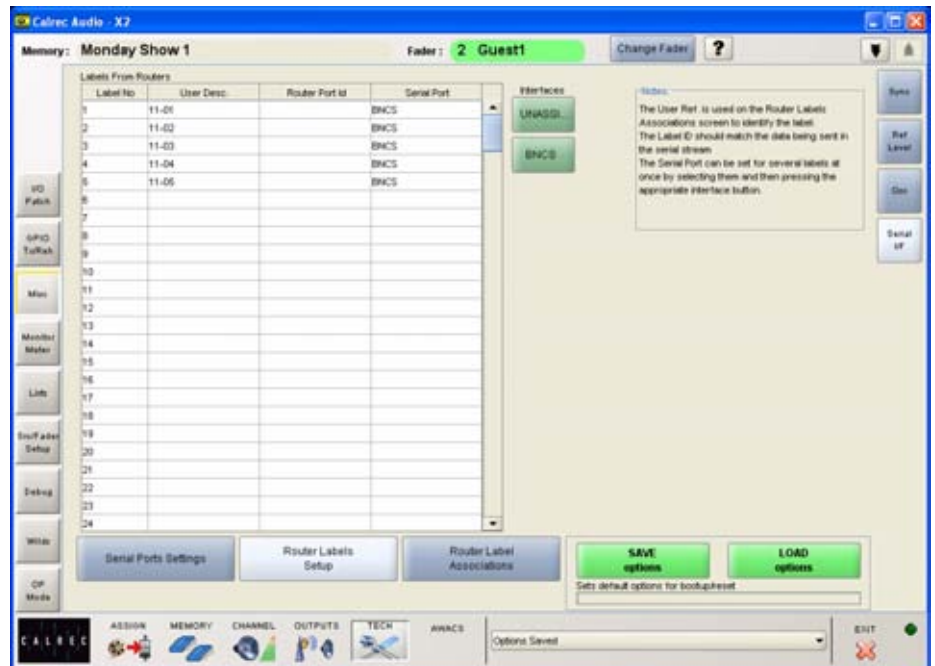 Calrec Audio - X2
Memory: Monday Show 1
Fader: 2 Guest1
Change Fader
?
Labels From Routers
Label No User Desc. Router Port Id Serial Port
1 11-01 BNCS
2 11-02 BNCS
3 11-03 BNCS
4 11-04 BNCS
5 11-05 BNCS
6
7
8
9
10
11
12
13
14
15
16
17
18
19
20
21
22
23
24
Interfaces
UNASSI...
BNCS
Notes
The User Ref. is used on the Router Labels
Associations screen to identify the label.
The Label ID should match the data being sent in
the serial stream
The Serial Port can be set for several labels at
once by selecting them and then pressing the
appropriate interface button.
Sync
Ref
Level
Serial
I/F
I/O
Patch
GPIO
Misc
Monitor
Meter
Lists
Setup
Debug
Wilds
OP
Mode
Serial Ports Settings
Router Labels
Setup
Router Label
Associations
SAVE
options
LOAD
options
Sets default options for bootup/reset
CALREC
ASSIGN
MEMORY
CHANNEL
OUTPUTS
TECH
AWACS
Options Saved
EXIT